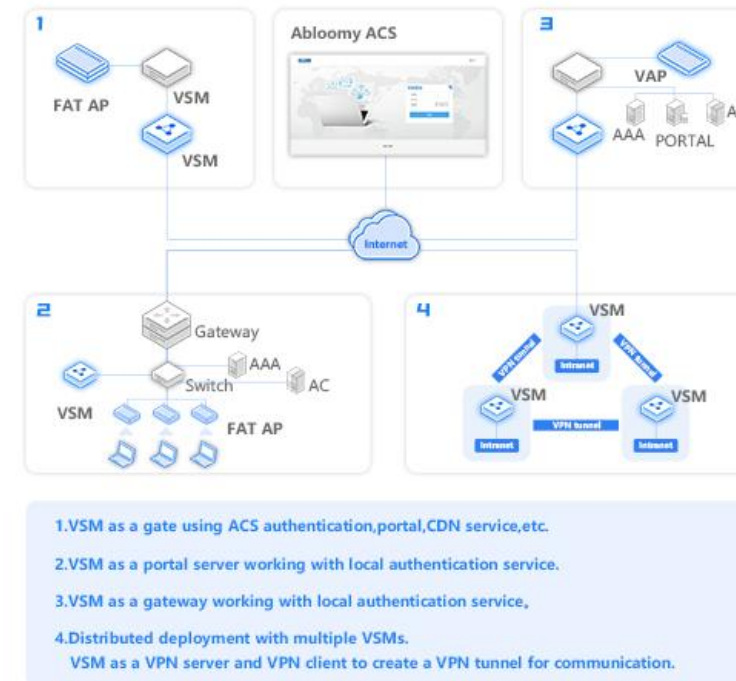 1
Abloomy ACS
3
FAT AP
VSM
VSM
VAP
AAA
PORTAL
A
Internet
2
Gateway
AAA
Switch
AC
VSM
FAT AP
4
VSM
VPN tunnel
VPN tunnel
Intranet
VSM
VSM
VPN tunnel
Intranet
Intranet
1.VSM as a gate using ACS authentication,portal,CDN service,etc.
2.VSM as a portal server working with local authentication service.
3.VSM as a gateway working with local authentication service。
4.Distributed deployment with multiple VSMs.
VSM as a VPN server and VPN client to create a VPN tunnel for communication.